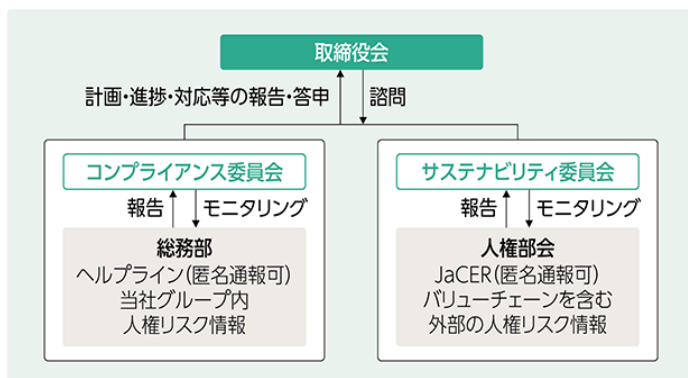 取締役会
計画・進捗・対応等の報告・答申
諮問
コンプライアンス委員会
報告
モニタリング
総務部
ヘルプライン(匿名通報可)
当社グループ内
人権リスク情報
サステナビリティ委員会
報告
モニタリング
人権部会
JaCER(匿名通報可)
バリューチェーンを含む
外部の人権リスク情報